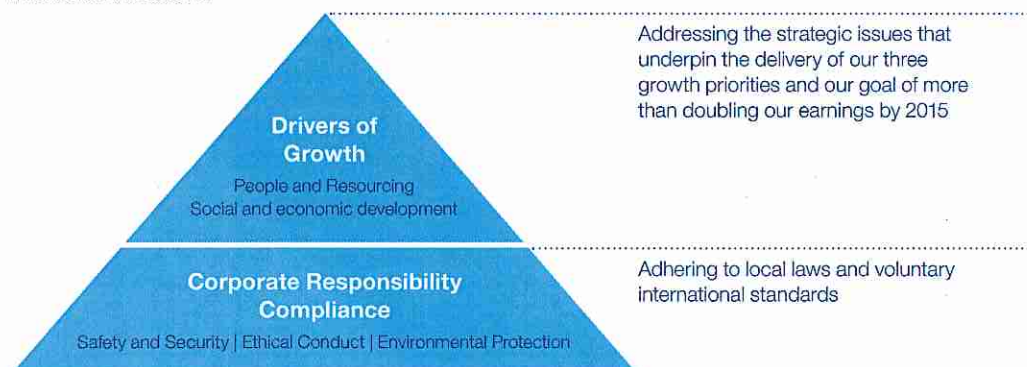 Addressing the strategic issues that
underpin the delivery of our three
growth priorities and our goal of more
than doubling our earnings by 2015
Drivers of
Growth
People and Resourcing
Social and economic development
Corporate Responsibility
Compliance
Safety and Security | Ethical Conduct | Environmental Protection
Adhering to local laws and voluntary
international standards